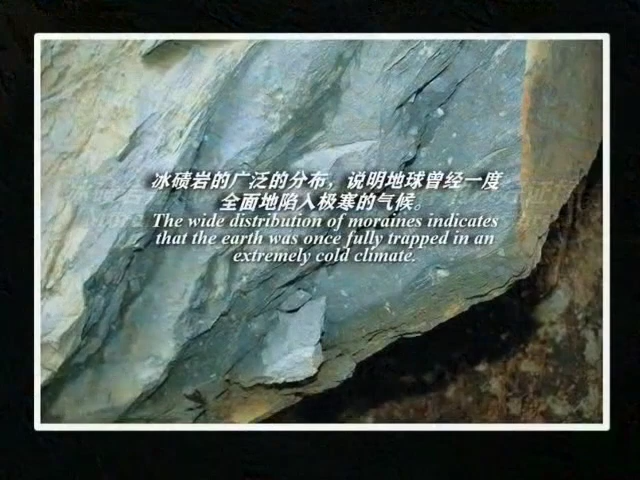 冰碛岩的广泛的分布，说明地球曾经一度
全面地陷入极寒的气候。
The wide distribution of moraines indicates
that the earth was once fully trapped in an
extremely cold climate.